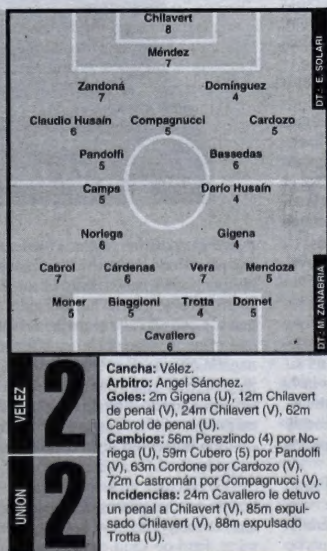 Chilavert
8
Méndez
7
Zandoná Domínguez
7 4
Claudio Husaín Compagnucci Cardozo
6 5 5
Pandolfi Bassedas
5 6
Camps Darío Husaín
5 4
Noriega Gigena
6 4
Cabrol Cárdenas Vera Mendoza
7 6 7 5
Moner Biaggioni Trotta Donnet
5 5 4 5
Cavallero
6
DT.: E. SOLARI
DT.: M. ZANABRIA
VELEZ 2
UNION 2
Cancha: Vélez.
Arbitro: Angel Sánchez.
Goles: 2m Gigena (U), 12m Chilavert
de penal (V), 24m Chilavert (V), 62m
Cabrol de penal (U).
Cambios: 56m Perezlindo (4) por No-
riega (U), 59m Cubero (5) por Pandolfi
(V), 63m Cordone por Cardozo (V),
72m Castromán por Compagnucci (V).
Incidencias: 24m Cavallero le detuvo
un penal a Chilavert (V), 85m expul-
sado Chilavert (V), 88m expulsado
Trotta (U).